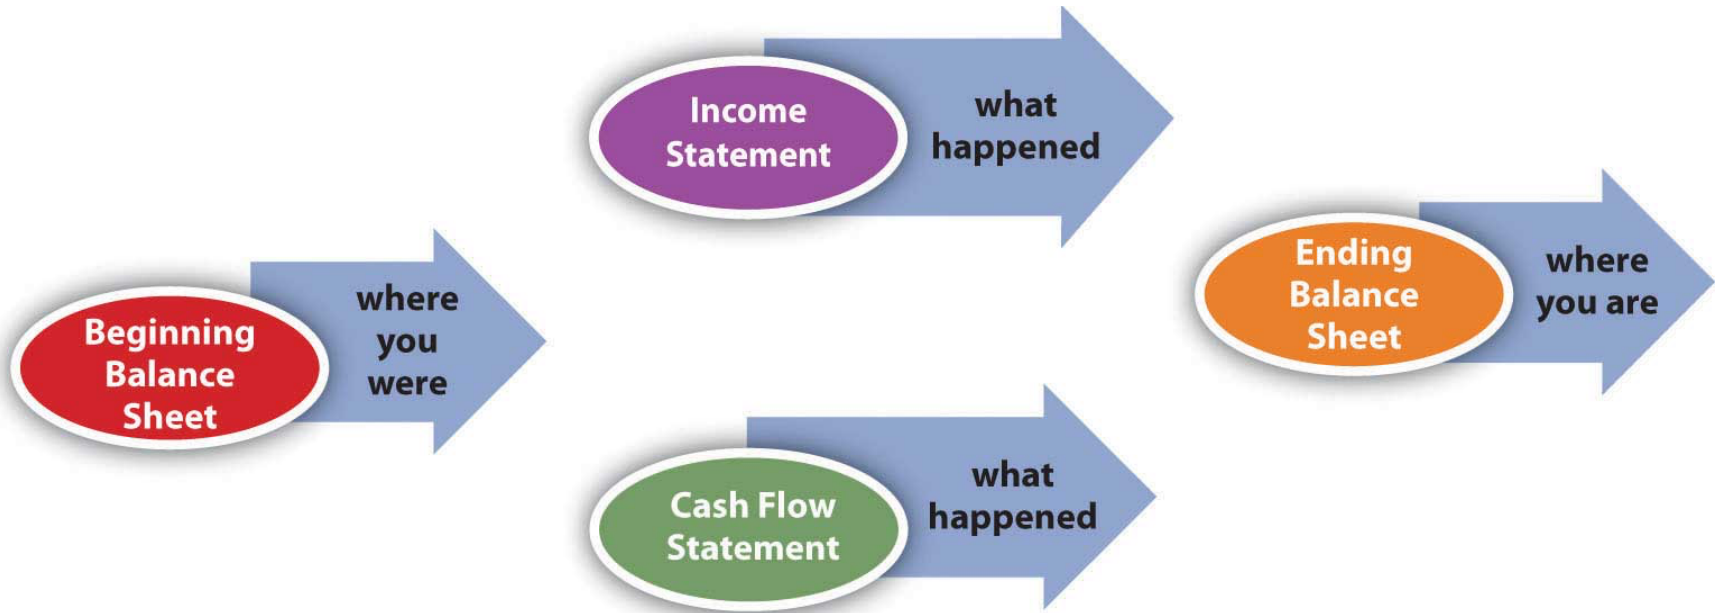 Beginning
Balance
Sheet
where
you
were
Income
Statement
what
happened
Cash Flow
Statement
what
happened
Ending
Balance
Sheet
where
you are